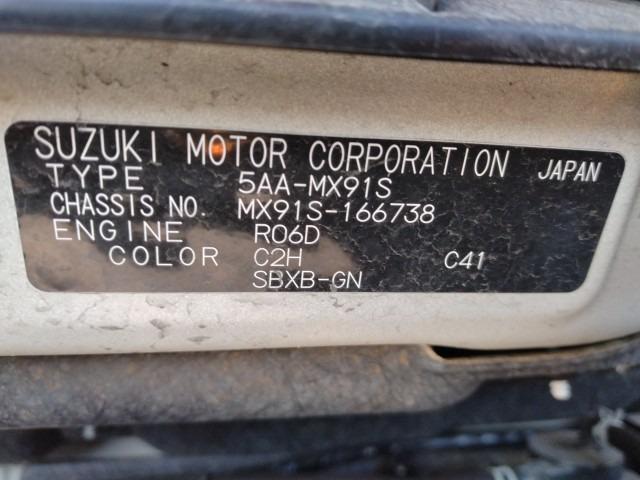 SUZUKI MOTOR CORPORATION JAPAN
TYPE 5AA-MX91S
CHASSIS NO. MX91S-166738
ENGINE R06D
COLOR C2H C41
SBXB-GN